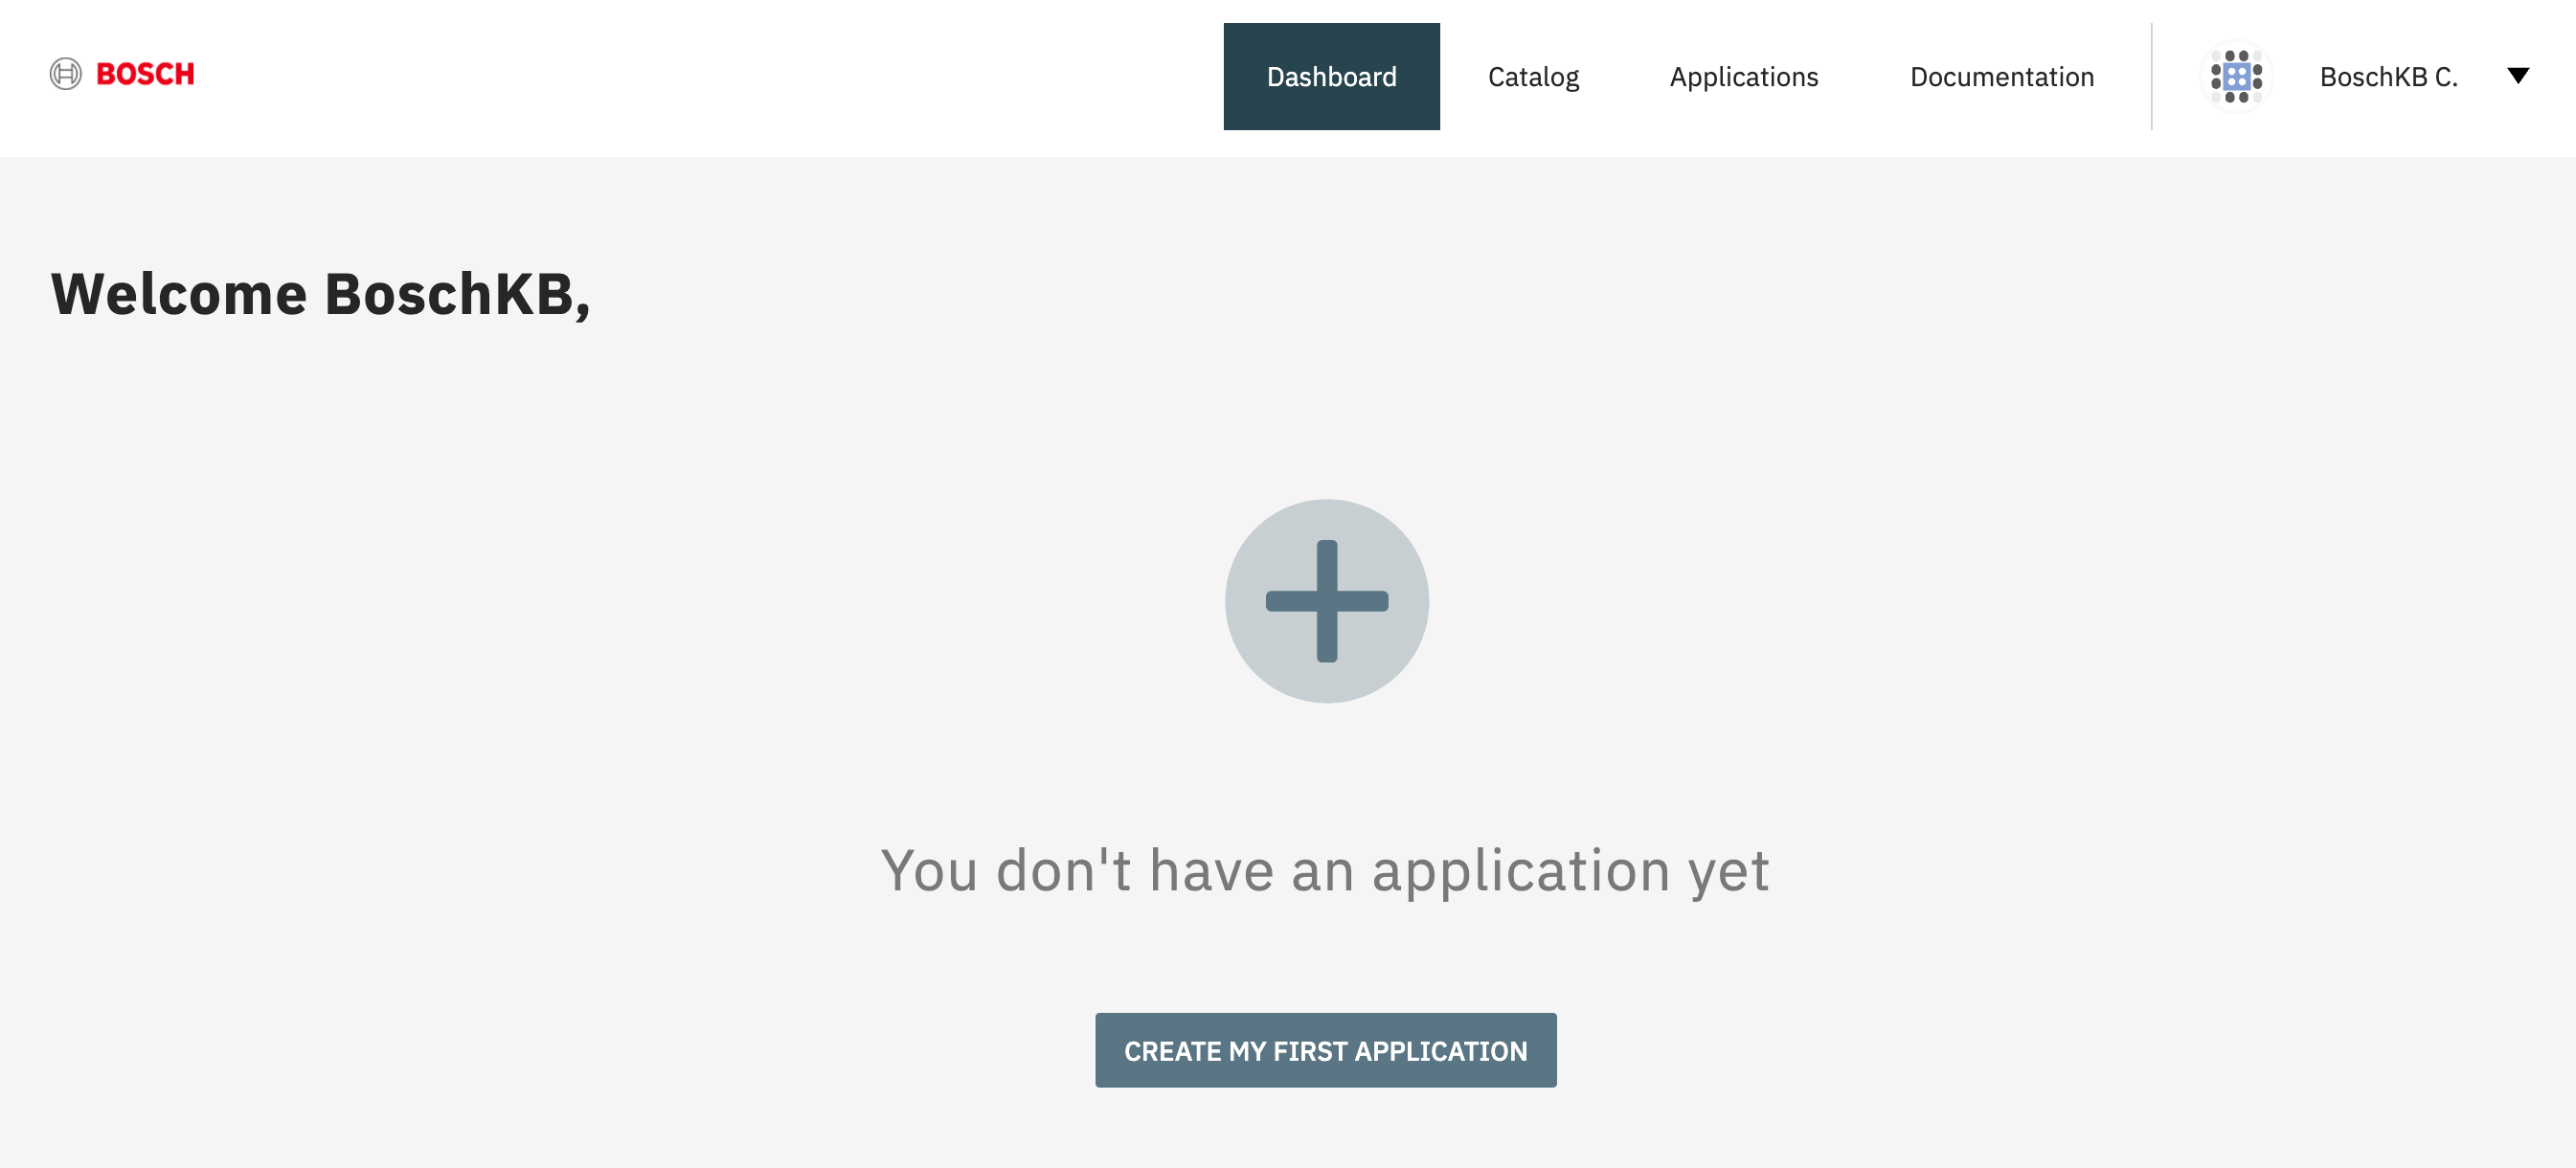 BOSCH
Dashboard
Catalog
Applications
Documentation
BoschKB C.
Welcome BoschKB,
You don't have an application yet
CREATE MY FIRST APPLICATION